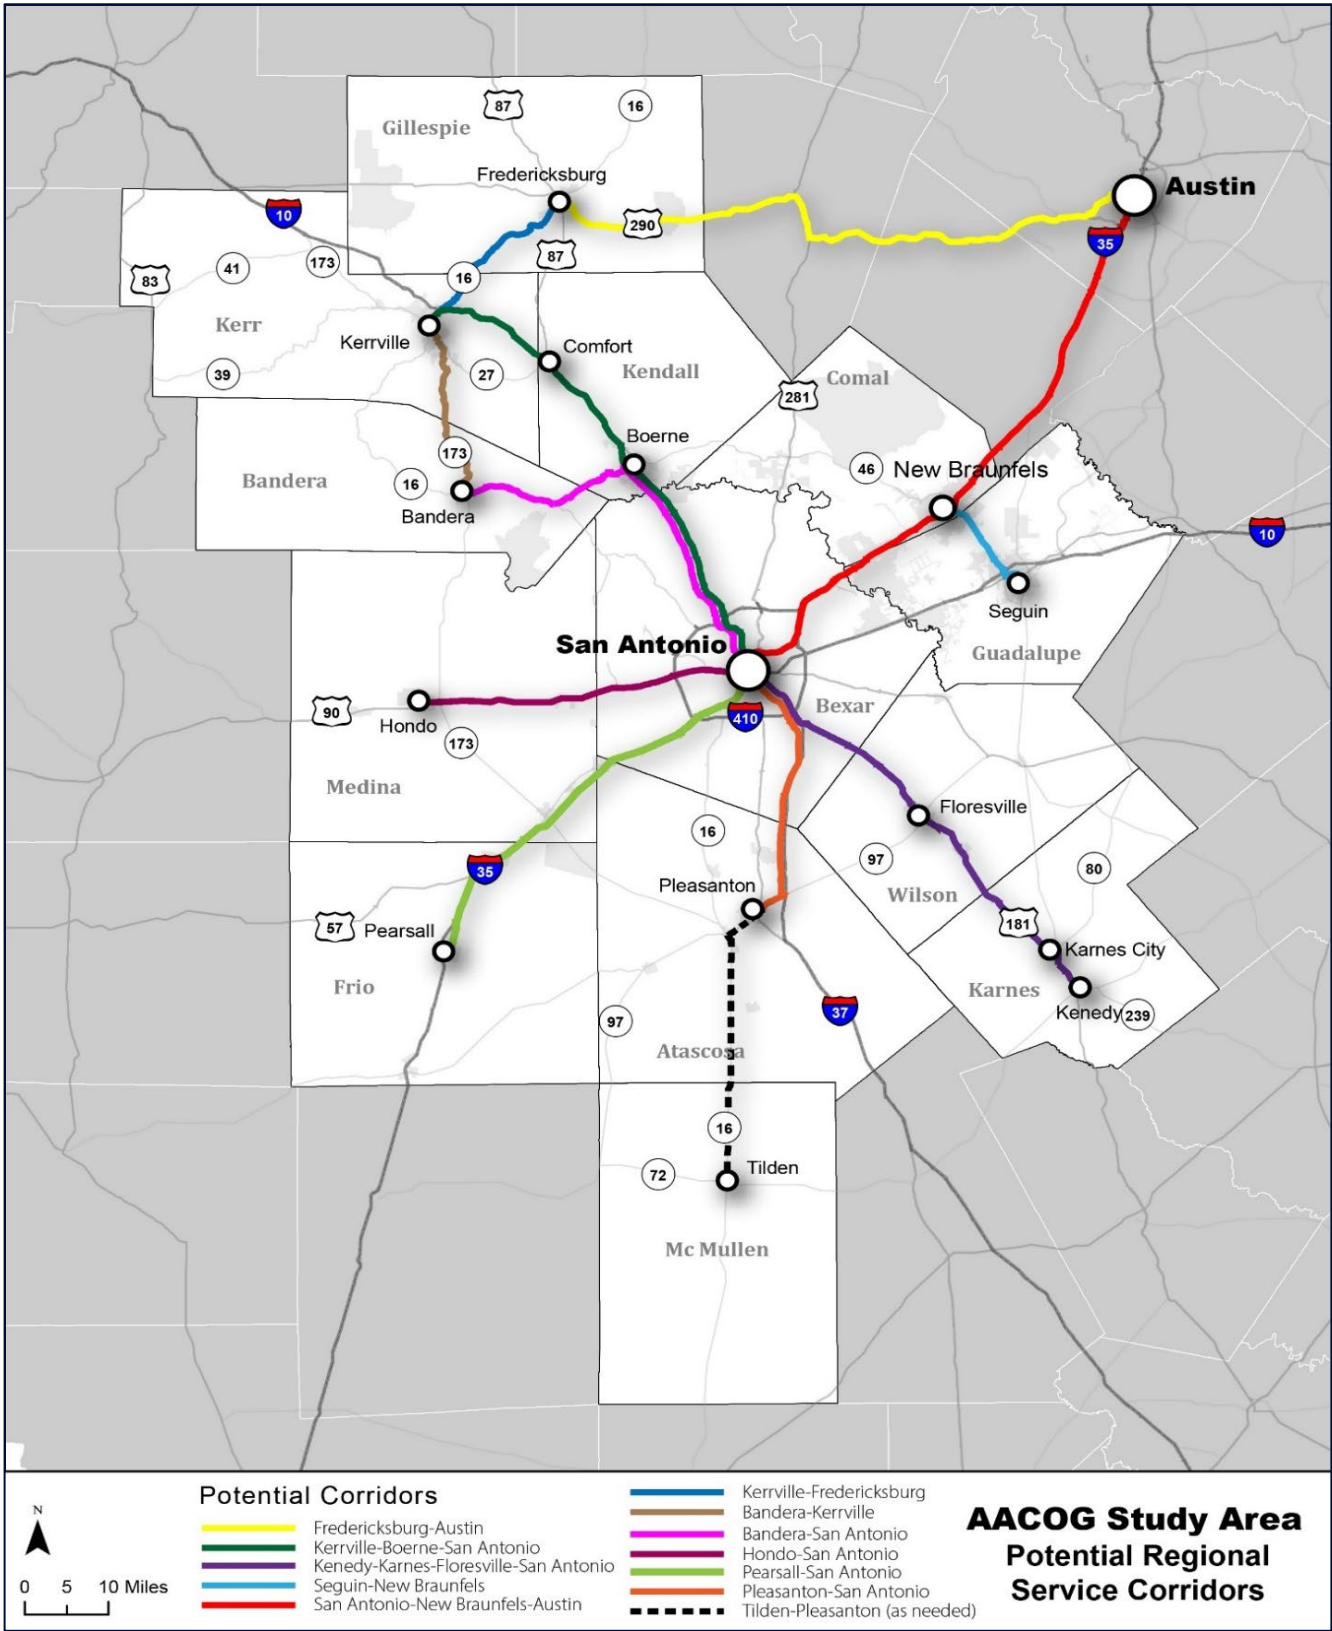 87
16
Gillespie
Fredericksburg
Austin
10
290
35
87
173
41
83
16
Kerr
Kerrville
Comfort
Kendall
Comal
39
27
281
Boerne
173
46
New Braunfels
Bandera
16
Bandera
10
Seguin
San Antonio
Guadalupe
Bexar
90
Hondo
410
173
Medina
Floresville
16
97
80
35
Pleasanton
Wilson
57
Pearsall
181
Karnes City
Frio
Karnes
Kenedy
239
97
37
Atascosa
16
72
Tilden
Mc Mullen
N
0 5 10 Miles
Potential Corridors
Fredericksburg-Austin
Kerrville-Boerne-San Antonio
Kenedy-Karnes-Floresville-San Antonio
Seguin-New Braunfels
San Antonio-New Braunfels-Austin
Kerrville-Fredericksburg
Bandera-Kerrville
Bandera-San Antonio
Hondo-San Antonio
Pearsall-San Antonio
Pleasanton-San Antonio
Tilden-Pleasanton (as needed)
AACOG Study Area
Potential Regional
Service Corridors